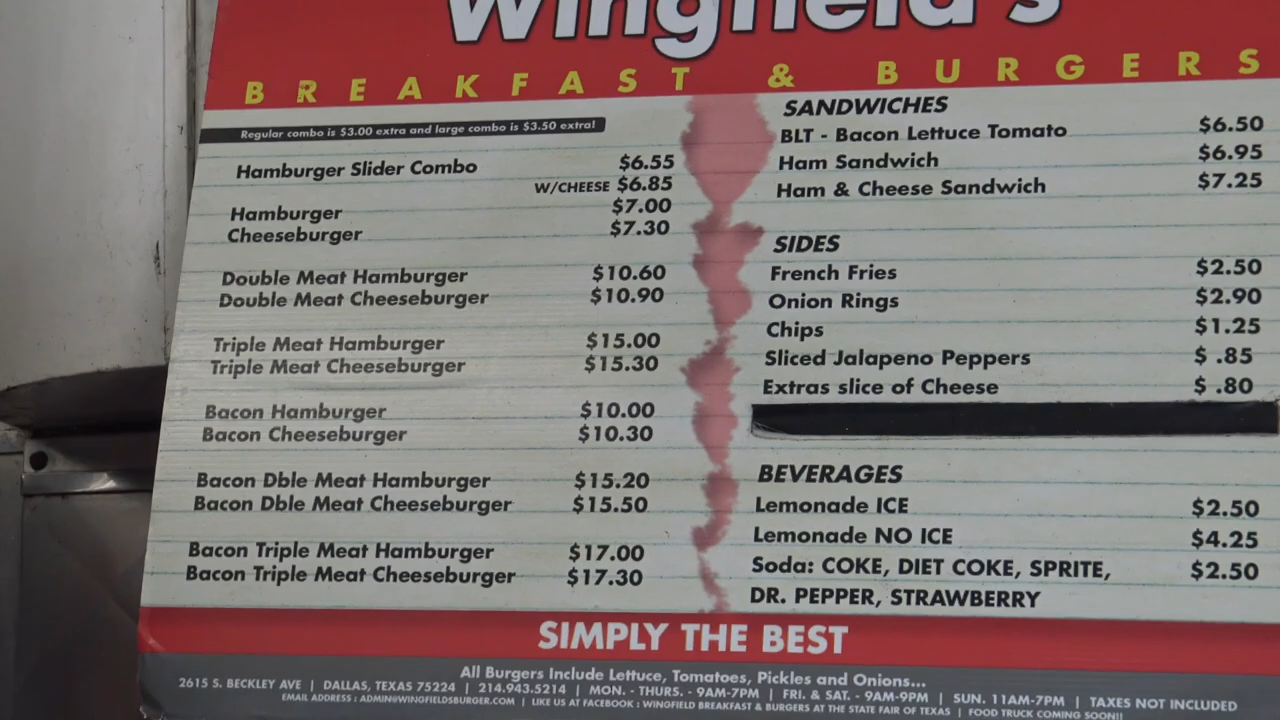 Wingfield's
BREAKFAST & BURGERS
Regular combo is $3.00 extra and large combo is $3.50 extra!
Hamburger Slider Combo $6.55
W/CHEESE $6.85
Hamburger $7.00
Cheeseburger $7.30
Double Meat Hamburger $10.60
Double Meat Cheeseburger $10.90
Triple Meat Hamburger $15.00
Triple Meat Cheeseburger $15.30
Bacon Hamburger $10.00
Bacon Cheeseburger $10.30
Bacon Dble Meat Hamburger $15.20
Bacon Dble Meat Cheeseburger $15.50
Bacon Triple Meat Hamburger $17.00
Bacon Triple Meat Cheeseburger $17.30
SANDWICHES
BLT - Bacon Lettuce Tomato $6.50
Ham Sandwich $6.95
Ham & Cheese Sandwich $7.25
SIDES
French Fries $2.50
Onion Rings $2.90
Chips $1.25
Sliced Jalapeno Peppers $ .85
Extras slice of Cheese $ .80
BEVERAGES
Lemonade ICE $2.50
Lemonade NO ICE $4.25
Soda: COKE, DIET COKE, SPRITE, $2.50
DR. PEPPER, STRAWBERRY
SIMPLY THE BEST
All Burgers Include Lettuce, Tomatoes, Pickles and Onions...
2615 S. BECKLEY AVE | DALLAS, TEXAS 75224 | 214.943.5214 | MON. - THURS. - 9AM-7PM | FRI. & SAT. - 9AM-9PM | SUN. 11AM-7PM | TAXES NOT INCLUDED
EMAIL ADDRESS : ADMIN@WINGFIELDSBURGER.COM | LIKE US AT FACEBOOK : WINGFIELD BREAKFAST & BURGERS AT THE STATE FAIR OF TEXAS | FOOD TRUCK COMING SOON!!